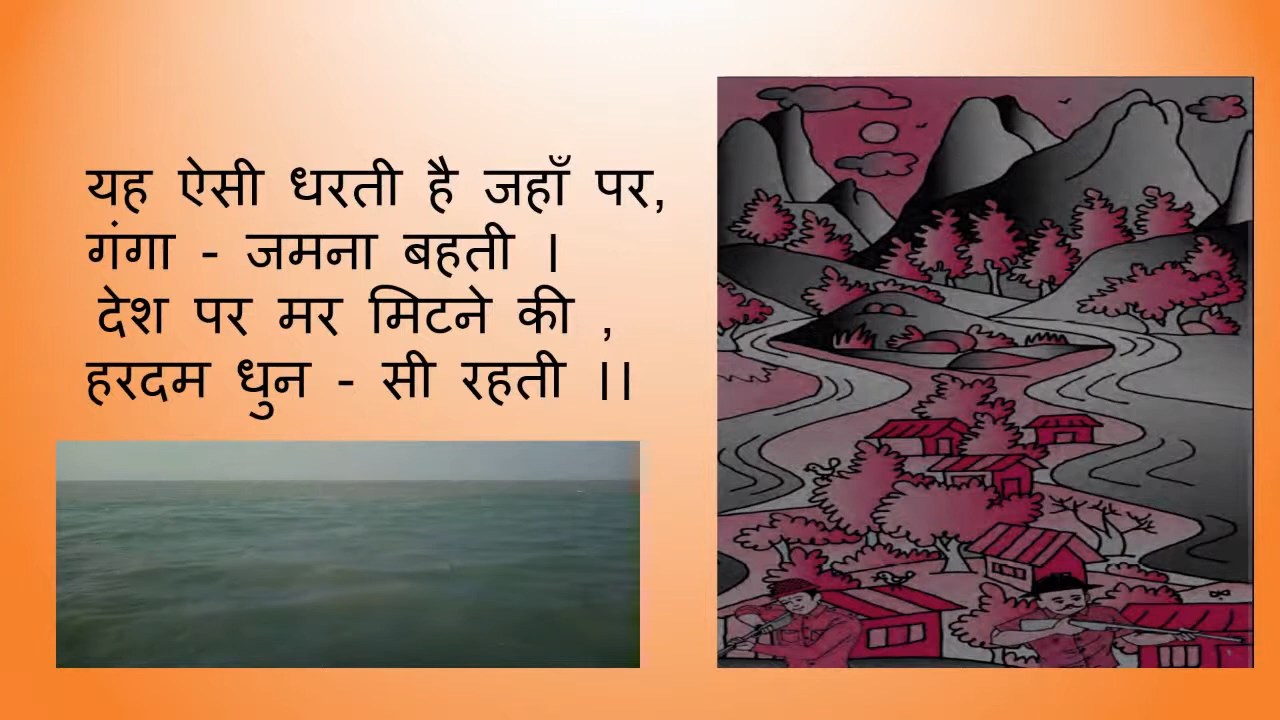 यह ऐसी धरती है जहाँ पर,
गंगा - जमना बहती ।
देश पर मर मिटने की ,
हरदम धुन - सी रहती ।।